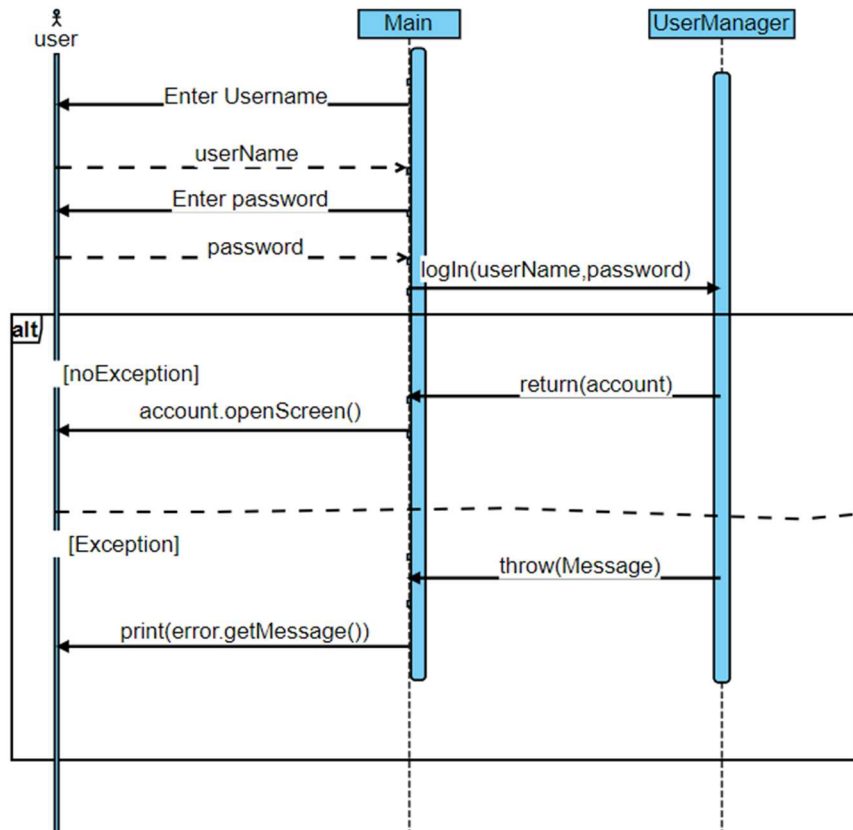 user
Main
UserManager
Enter Username
userName
Enter password
password
logIn(userName,password)
alt
[noException]
return(account)
account.openScreen()
[Exception]
throw(Message)
print(error.getMessage())